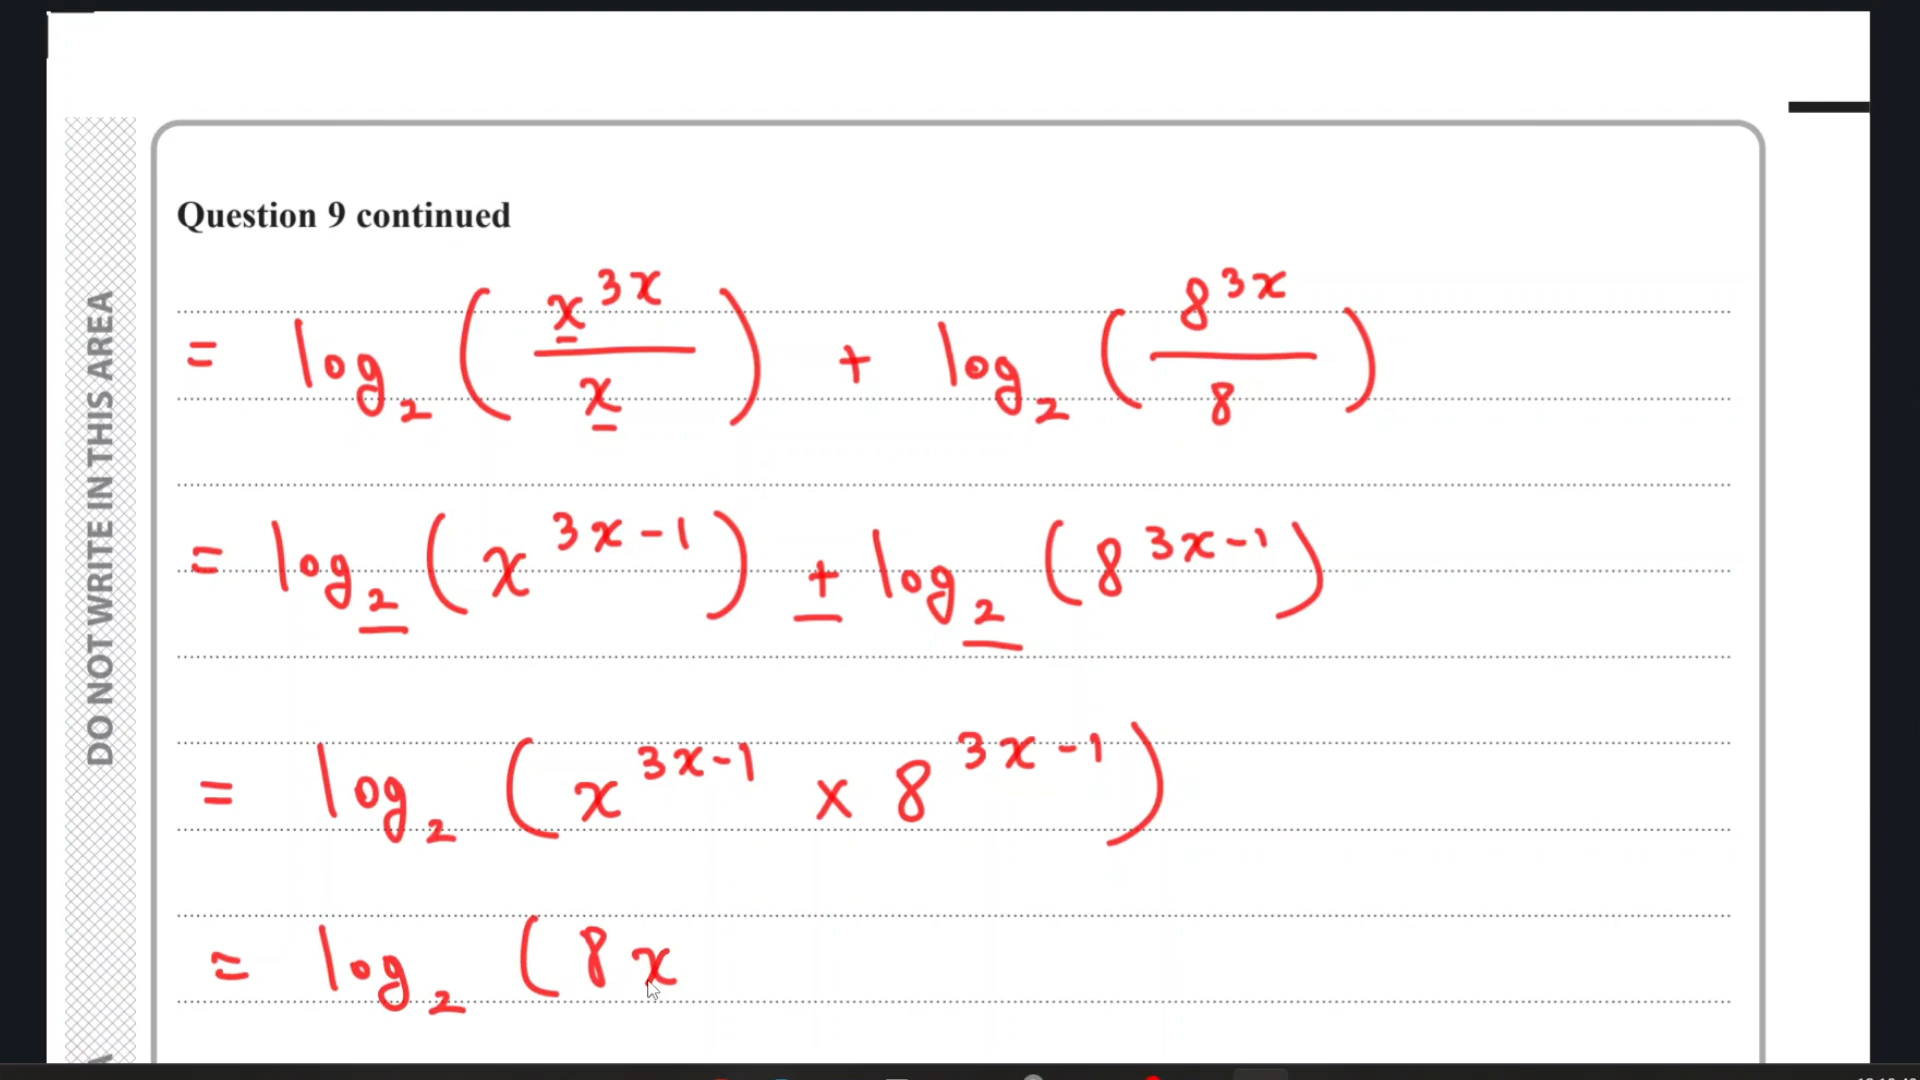 Question 9 continued
= log₂ (x^{3x}/x) + log₂ (8^{3x}/8)
= log₂ (x^{3x-1}) + log₂ (8^{3x-1})
= log₂ (x^{3x-1} × 8^{3x-1})
= log₂ (8x
DO NOT WRITE IN THIS AREA